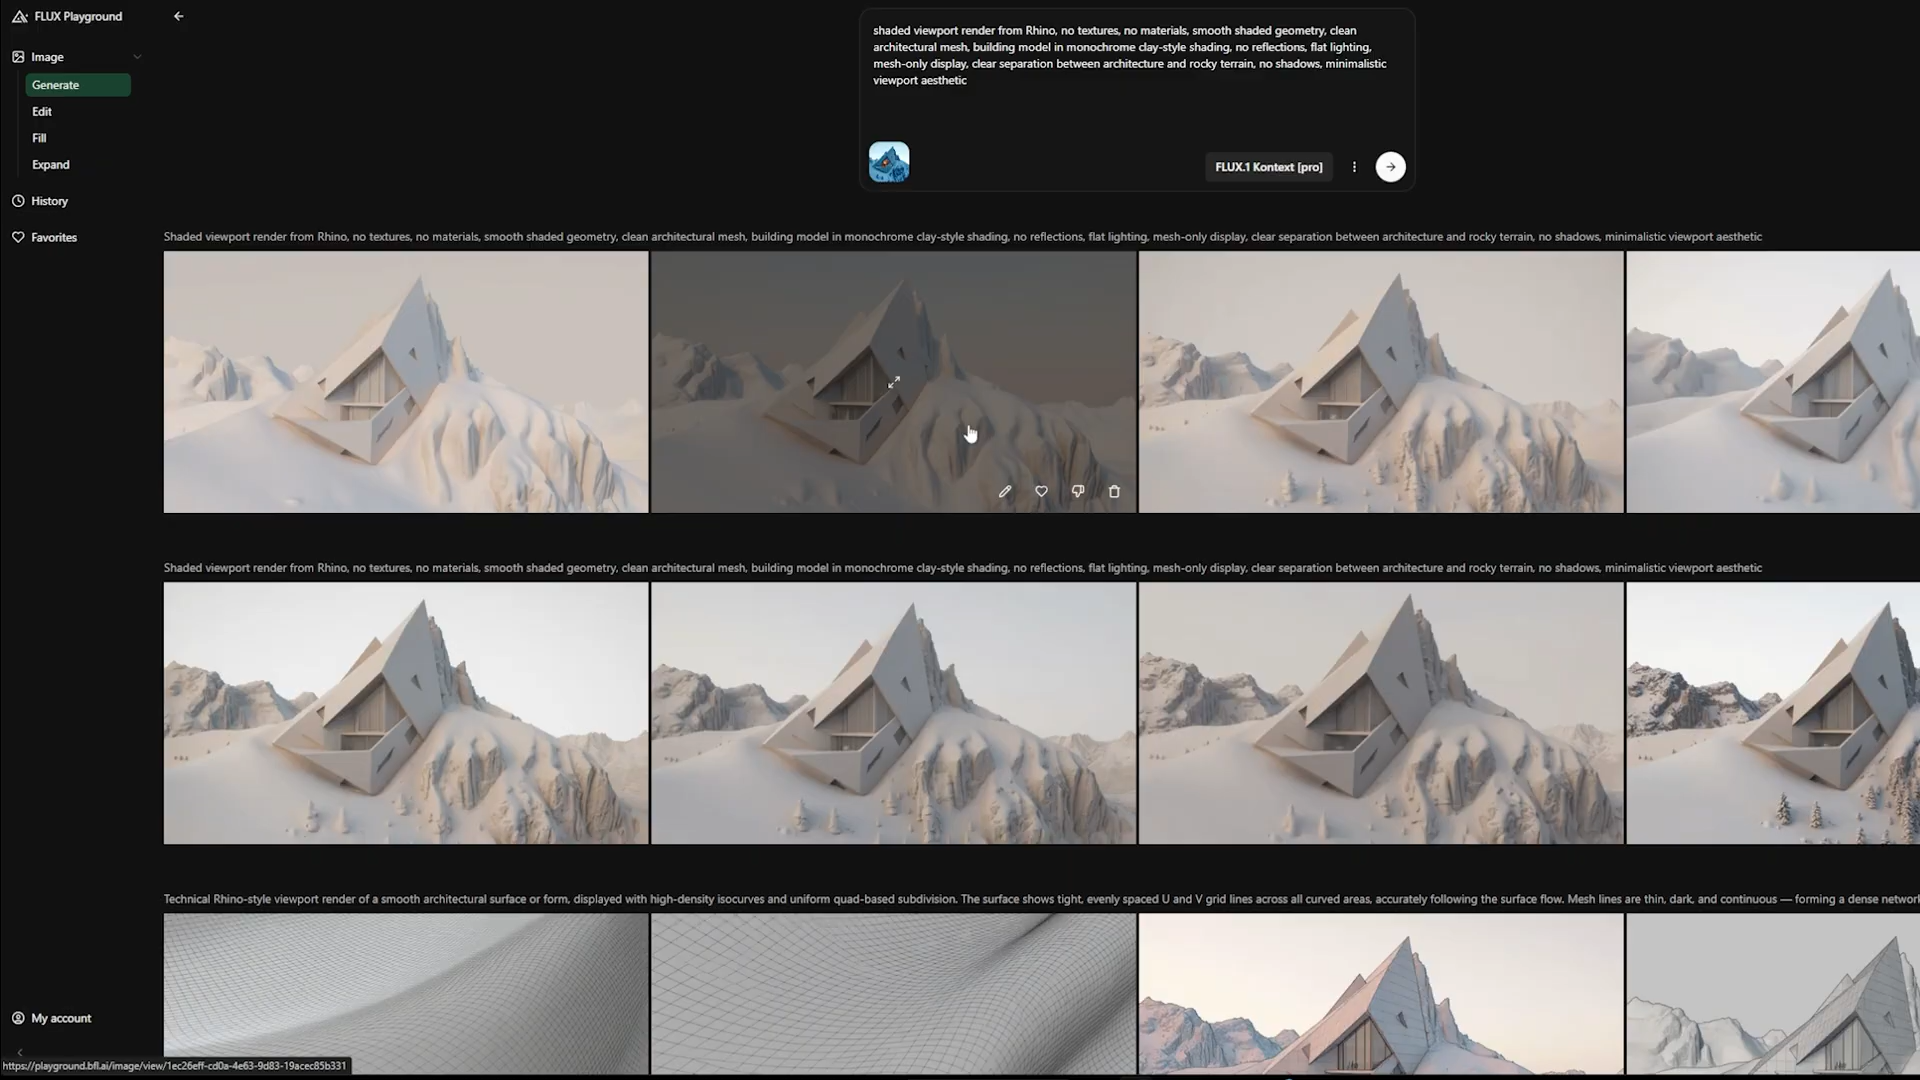 FLUX Playground
Image
Generate
Edit
Fill
Expand
History
Favorites
shaded viewport render from Rhino, no textures, no materials, smooth shaded geometry, clean
architectural mesh, building model in monochrome clay-style shading, no reflections, flat lighting,
mesh-only display, clear separation between architecture and rocky terrain, no shadows, minimalistic
viewport aesthetic
FLUX.1 Kontext [pro]
Shaded viewport render from Rhino, no textures, no materials, smooth shaded geometry, clean architectural mesh, building model in monochrome clay-style shading, no reflections, flat lighting, mesh-only display, clear separation between architecture and rocky terrain, no shadows, minimalistic viewport aesthetic
Shaded viewport render from Rhino, no textures, no materials, smooth shaded geometry, clean architectural mesh, building model in monochrome clay-style shading, no reflections, flat lighting, mesh-only display, clear separation between architecture and rocky terrain, no shadows, minimalistic viewport aesthetic
Technical Rhino-style viewport render of a smooth architectural surface or form, displayed with high-density isocurves and uniform quad-based subdivision. The surface shows tight, evenly spaced U and V grid lines across all curved areas, accurately following the surface flow. Mesh lines are thin, dark, and continuous — forming a dense network
My account
https://playground.bfl.ai/image/view/1ec26eff-cd0a-4e63-9d83-19acec85b331